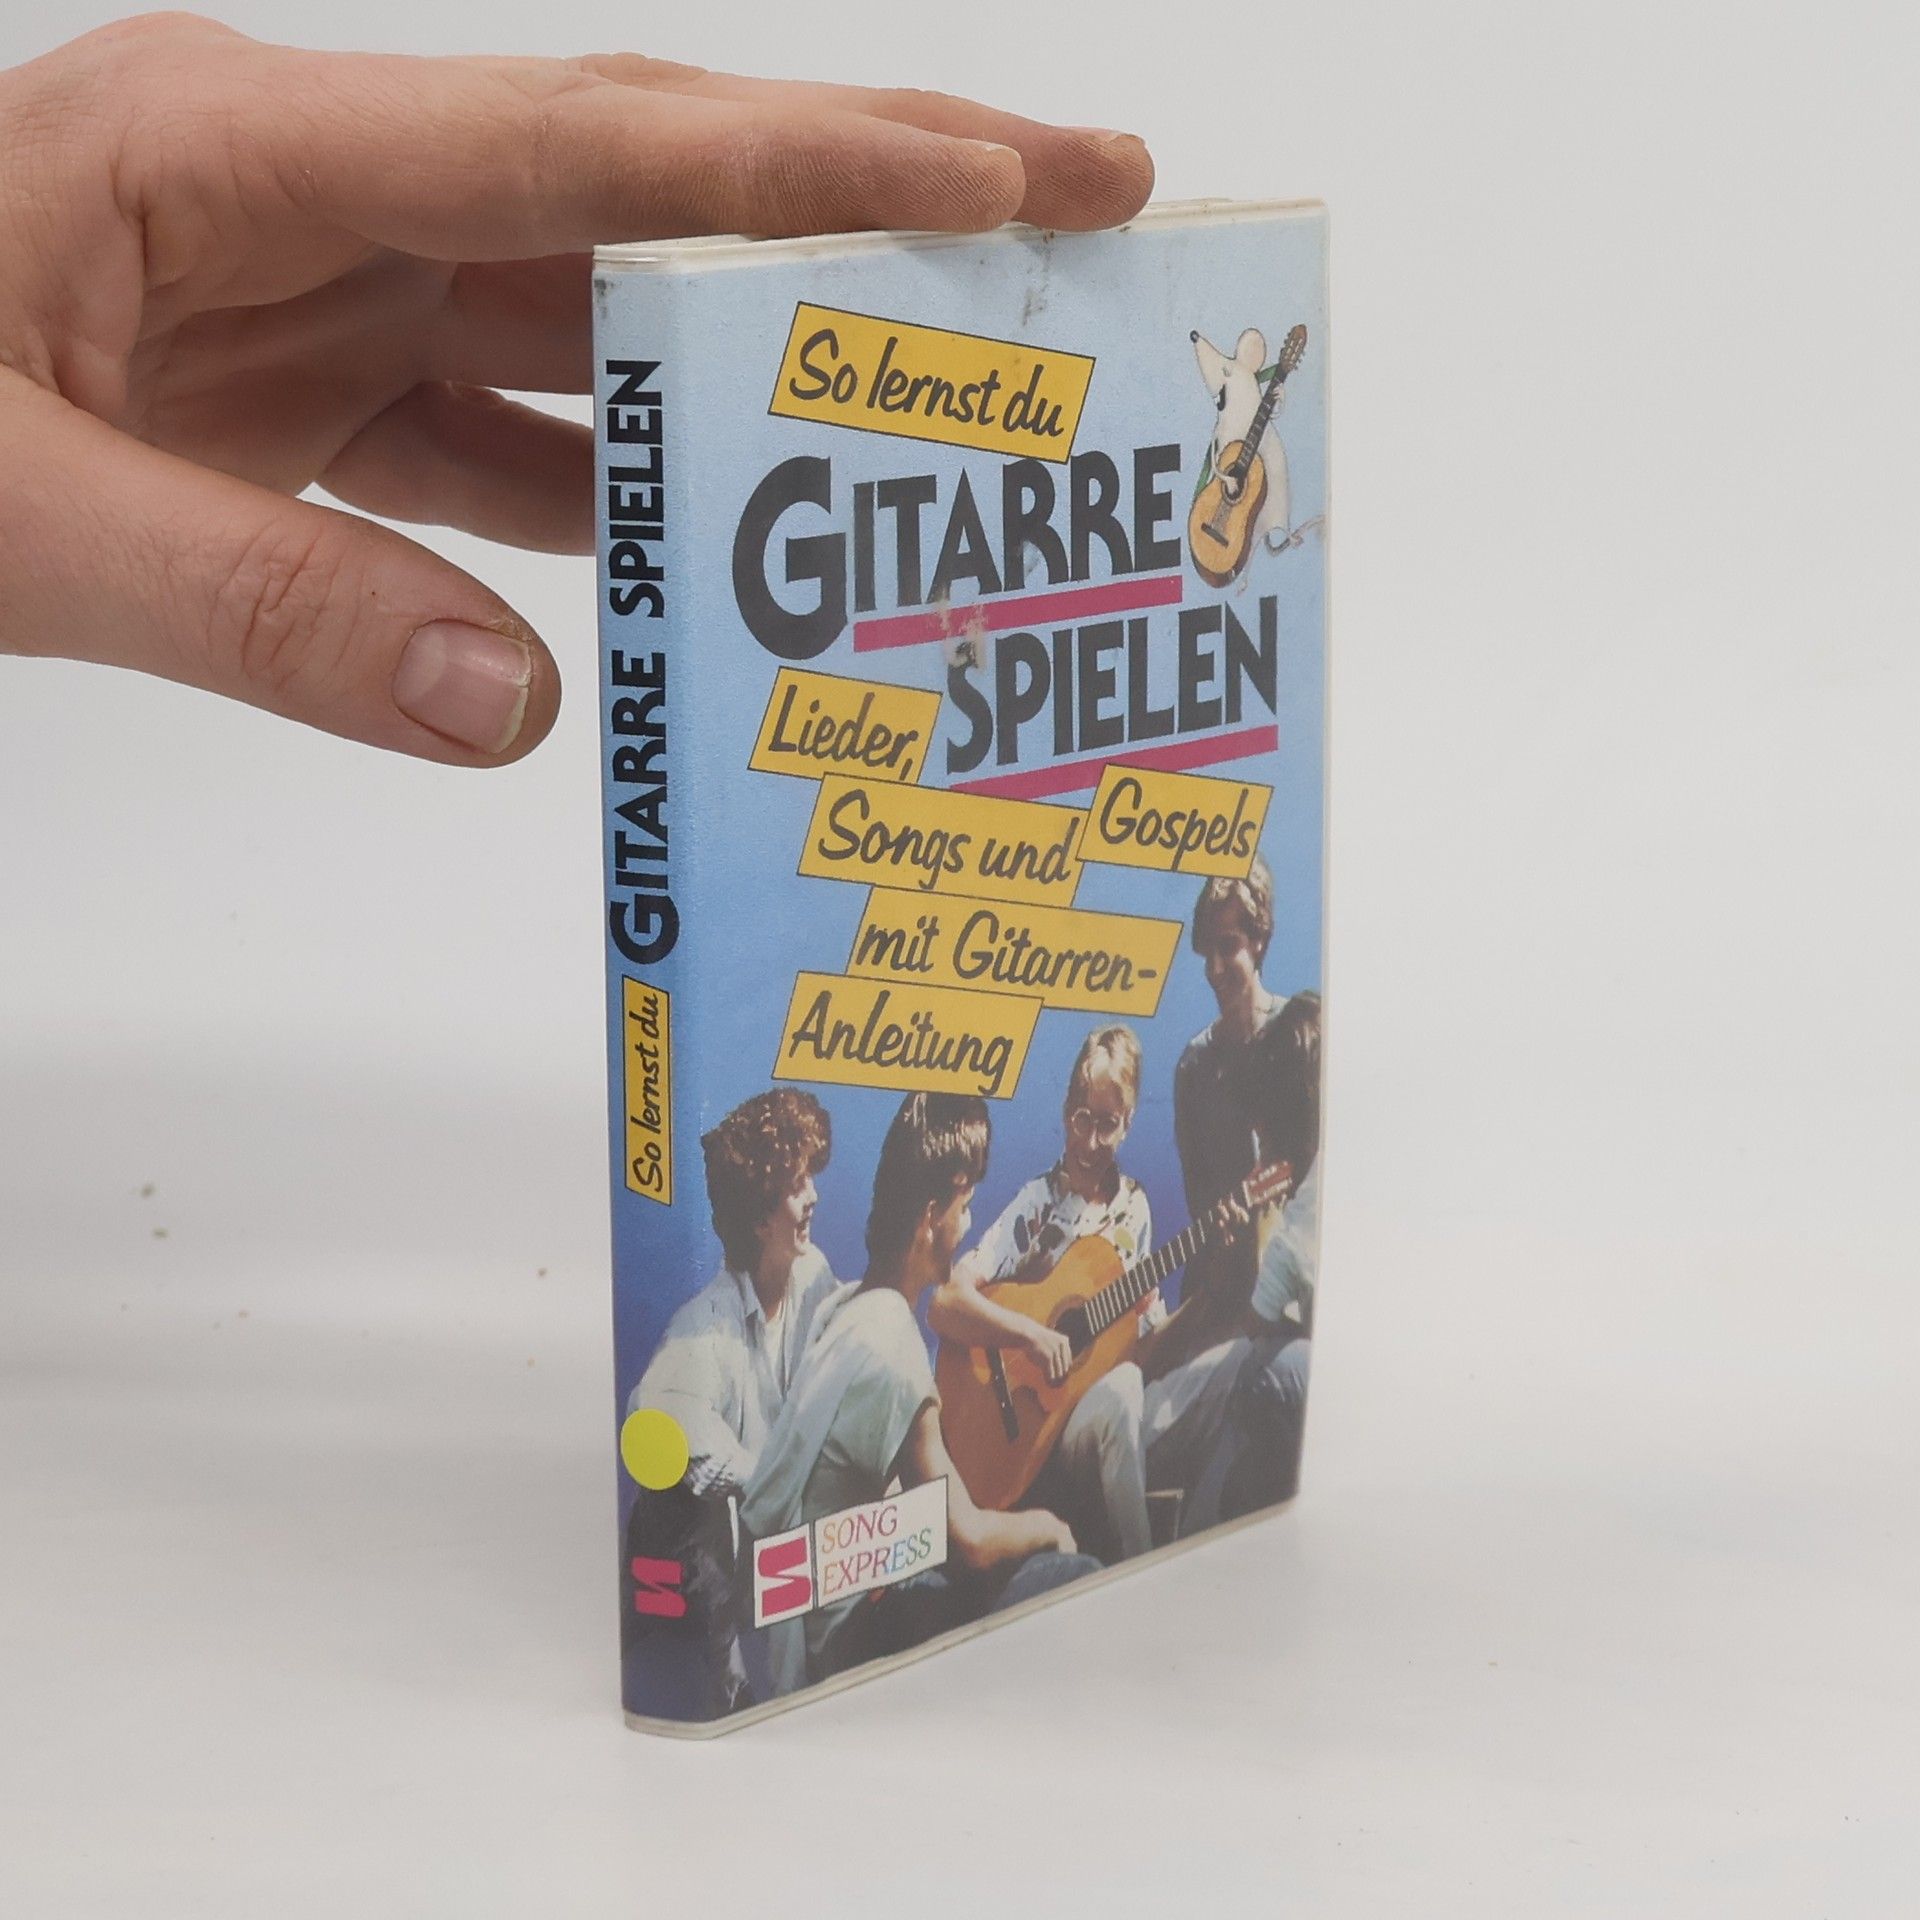 So lernst du GITARRE SPIELEN
So lernst du
GITARRE
SPIELEN
Lieder,
Songs und Gospels
mit Gitarren-
Anleitung
SONG
EXPRESS